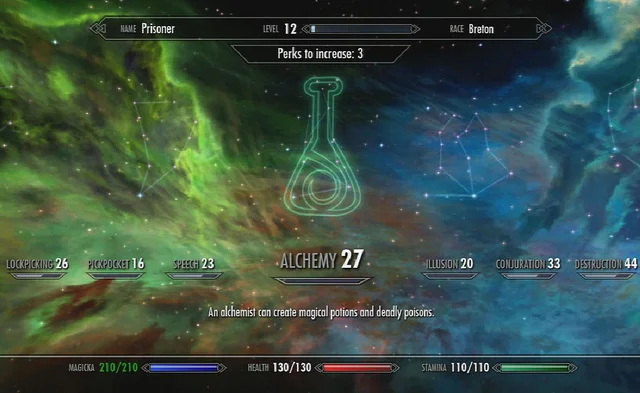 NAME Prisoner LEVEL 12 RACE Breton
Perks to increase: 3
LOCKPICKING 26 PICKPOCKET 16 SPEECH 23 ALCHEMY 27 ILLUSION 20 CONJURATION 33 DESTRUCTION 44
An alchemist can create magical potions and deadly poisons.
MAGICKA 210/210 HEALTH 130/130 STAMINA 110/110